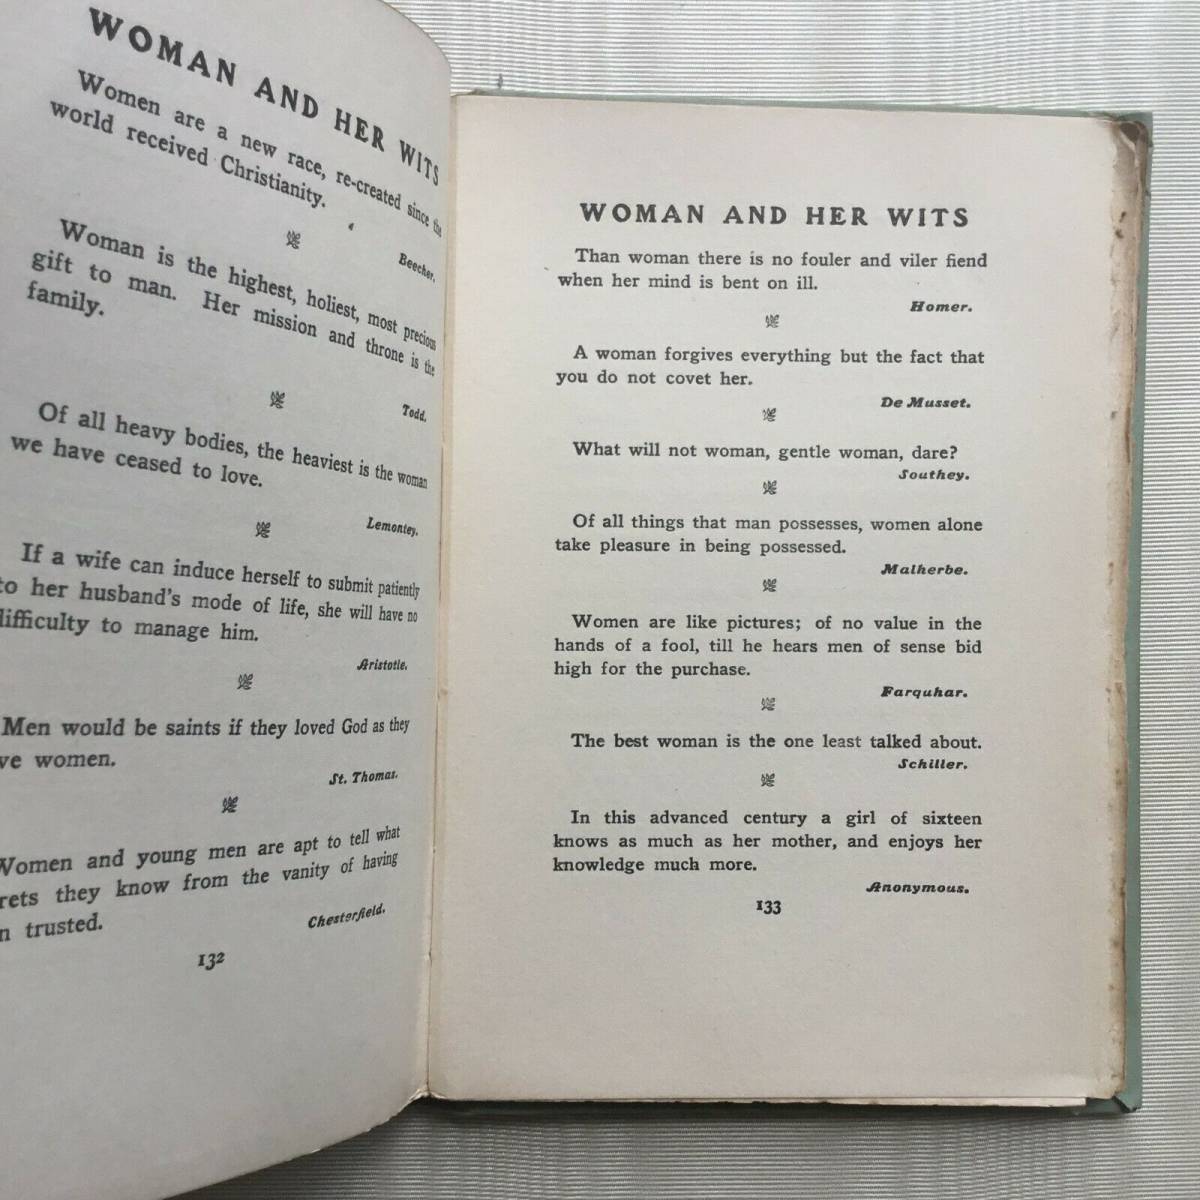 WOMAN AND HER WITS
Women are a new race, re-created since the
world received Christianity.
Beecher.
Woman is the highest, holiest, most precious
gift to man. Her mission and throne is the
family.
Todd.
Of all heavy bodies, the heaviest is the woman
we have ceased to love.
Lemontey.
If a wife can induce herself to submit patiently
to her husband's mode of life, she will have no
difficulty to manage him.
Aristotle.
Men would be saints if they loved God as they
ve women.
St. Thomas.
Women and young men are apt to tell what
rets they know from the vanity of having
n trusted.
Chesterfield.
132
WOMAN AND HER WITS
Than woman there is no fouler and viler fiend
when her mind is bent on ill.
Homer.
A woman forgives everything but the fact that
you do not covet her.
De Musset.
What will not woman, gentle woman, dare?
Southey.
Of all things that man possesses, women alone
take pleasure in being possessed.
Malherbe.
Women are like pictures; of no value in the
hands of a fool, till he hears men of sense bid
high for the purchase.
Farquhar.
The best woman is the one least talked about.
Schiller.
In this advanced century a girl of sixteen
knows as much as her mother, and enjoys her
knowledge much more.
Anonymous.
133